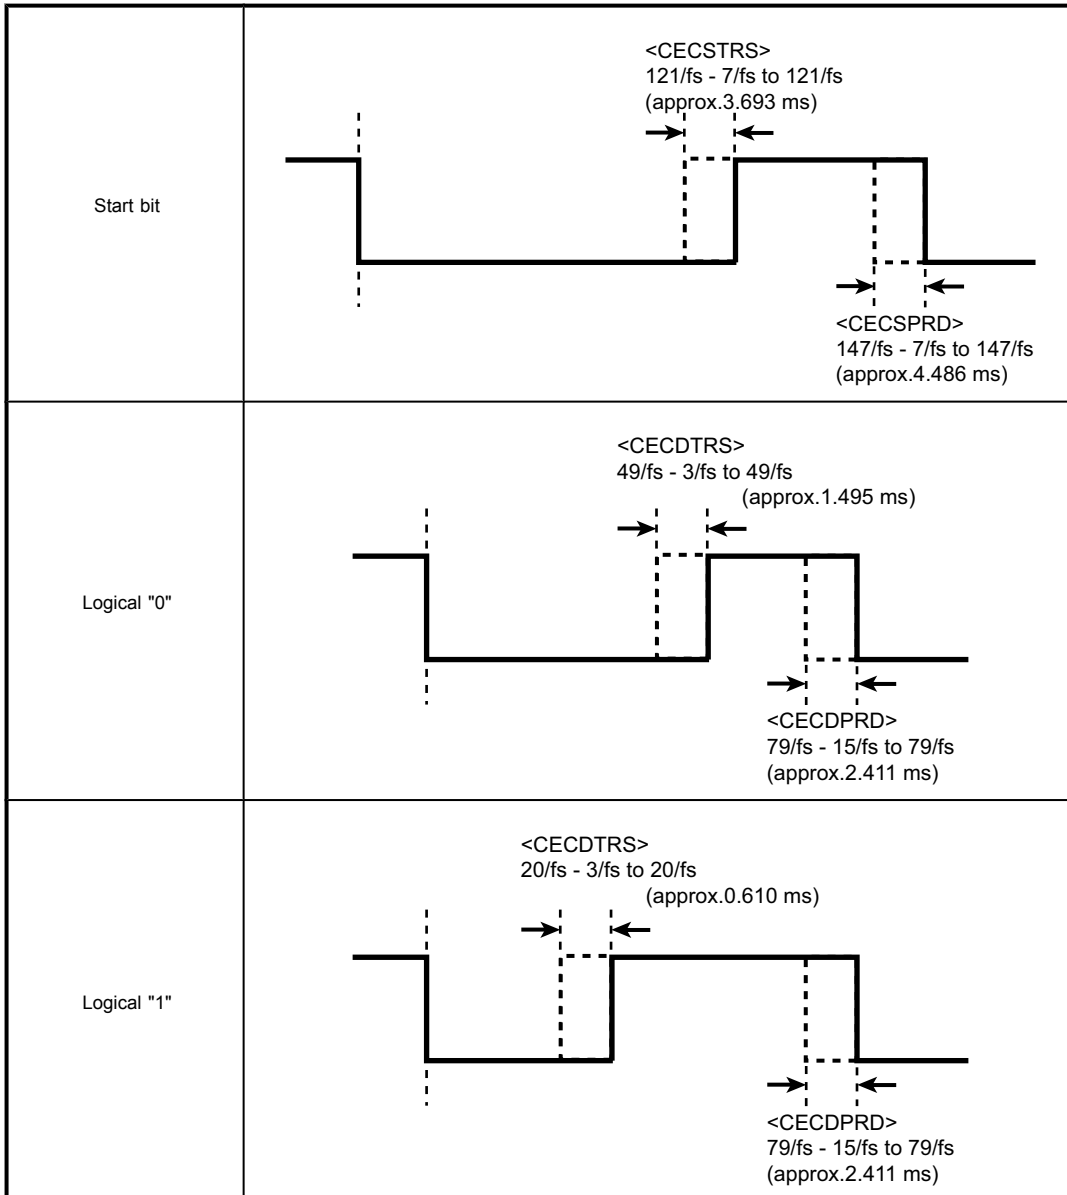 Start bit
<CECSTRS>
121/fs - 7/fs to 121/fs
(approx.3.693 ms)
<CECSPRD>
147/fs - 7/fs to 147/fs
(approx.4.486 ms)
Logical "0"
<CECDTRS>
49/fs - 3/fs to 49/fs
(approx.1.495 ms)
<CECDPRD>
79/fs - 15/fs to 79/fs
(approx.2.411 ms)
Logical "1"
<CECDTRS>
20/fs - 3/fs to 20/fs
(approx.0.610 ms)
<CECDPRD>
79/fs - 15/fs to 79/fs
(approx.2.411 ms)